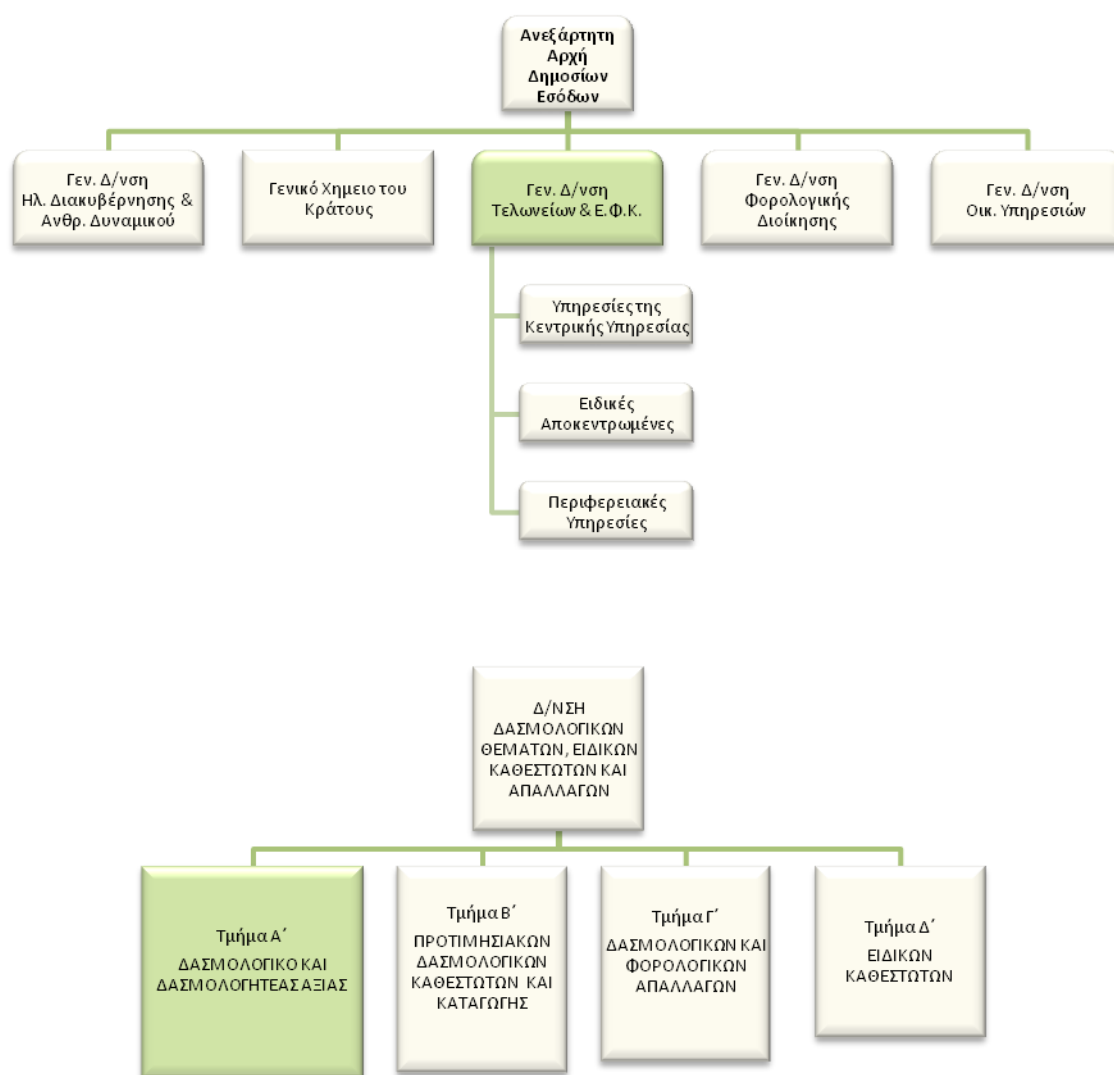 Ανεξάρτητη
Αρχή
Δημοσίων
Εσόδων
Γεν. Δ/νση
Ηλ. Διακυβέρνησης &
Ανθρ. Δυναμικού
Γενικό Χημειο του
Κράτους
Γεν. Δ/νση
Τελωνείων & Ε.Φ.Κ.
Γεν. Δ/νση
Φορολογικής
Διοίκησης
Γεν. Δ/νση
Οικ. Υπηρεσιών
Υπηρεσίες της
Κεντρικής Υπηρεσίας
Ειδικές
Αποκεντρωμένες
Περιφερειακές
Υπηρεσίες
Δ/ΝΣΗ
ΔΑΣΜΟΛΟΓΙΚΩΝ
ΘΕΜΑΤΩΝ, ΕΙΔΙΚΩΝ
ΚΑΘΕΣΤΩΤΩΝ ΚΑΙ
ΑΠΑΛΛΑΓΩΝ
Τμήμα Α΄
ΔΑΣΜΟΛΟΓΙΚΟ ΚΑΙ
ΔΑΣΜΟΛΟΓΗΤΕΑΣ ΑΞΙΑΣ
Τμήμα Β΄
ΠΡΟΤΙΜΗΣΙΑΚΩΝ
ΔΑΣΜΟΛΟΓΙΚΩΝ
ΚΑΘΕΣΤΩΤΩΝ ΚΑΙ
ΚΑΤΑΓΩΓΗΣ
Τμήμα Γ΄
ΔΑΣΜΟΛΟΓΙΚΩΝ ΚΑΙ
ΦΟΡΟΛΟΓΙΚΩΝ
ΑΠΑΛΛΑΓΩΝ
Τμήμα Δ΄
ΕΙΔΙΚΩΝ
ΚΑΘΕΣΤΩΤΩΝ